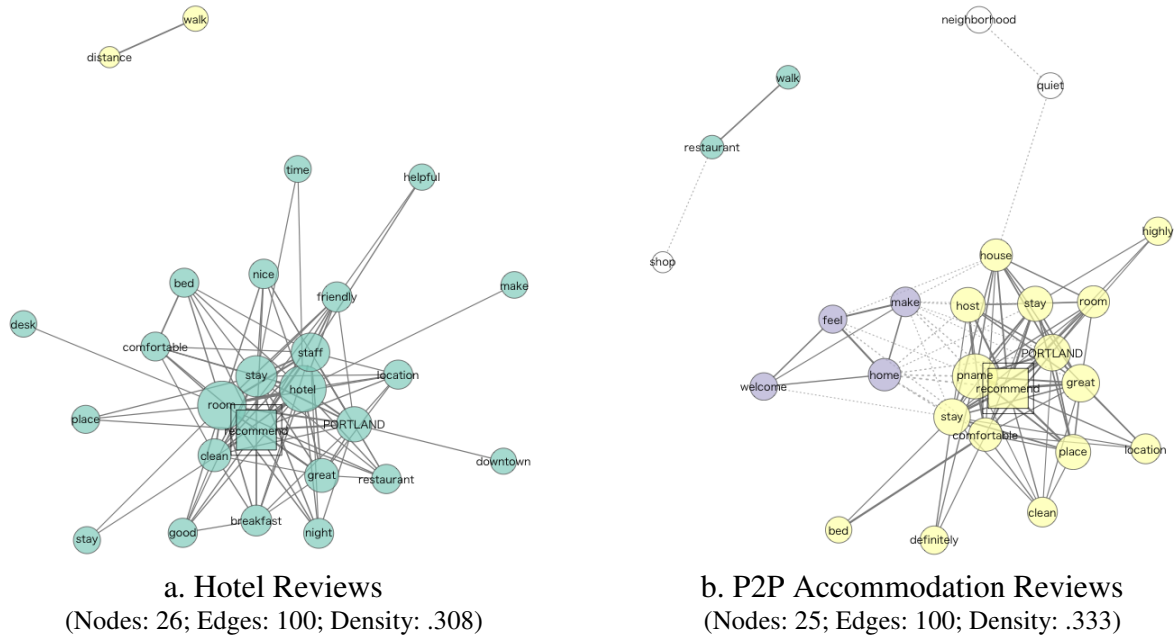 walk
distance
time
helpful
nice
bed
make
friendly
desk
comfortable
staff
stay
location
hotel
room
place
PORTLAND
recommend
clean
downtown
great
restaurant
breakfast
good
night
stay
a. Hotel Reviews
(Nodes: 26; Edges: 100; Density: .308)
neighborhood
walk
quiet
restaurant
highly
house
shop
make
host
stay
room
feel
PORTLAND
pname
home
great
welcome
recommend
stay
comfortable
place
location
clean
bed
definitely
b. P2P Accommodation Reviews
(Nodes: 25; Edges: 100; Density: .333)